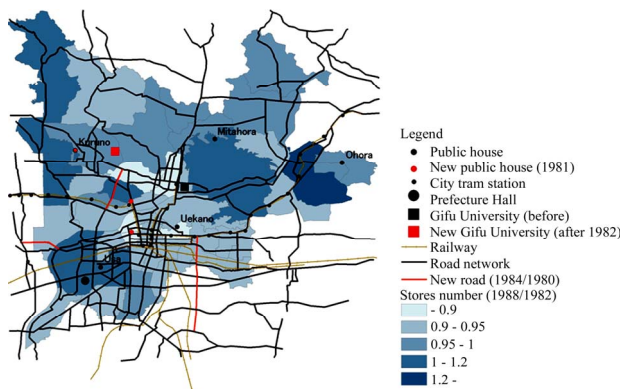 Kurono
Mitahora
Ohora
Uekano
Usa
Legend
Public house
New public house (1981)
City tram station
Prefecture Hall
Gifu University (before)
New Gifu University (after 1982)
Railway
Road network
New road (1984/1980)
Stores number (1988/1982)
- 0.9
0.9 - 0.95
0.95 - 1
1 - 1.2
1.2 -